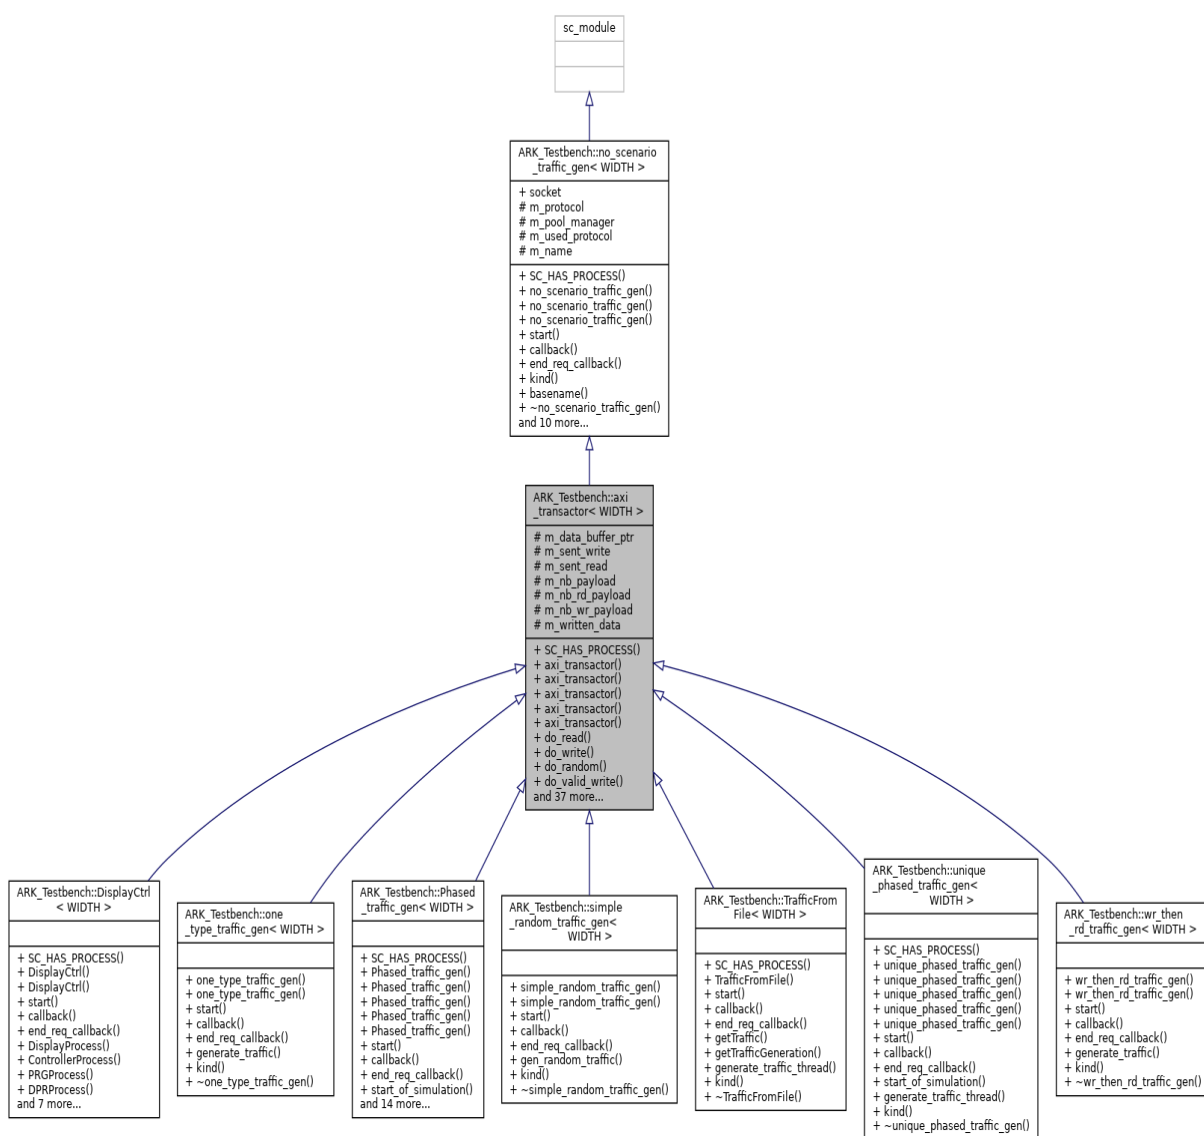 sc_module
ARK_Testbench::no_scenario
_traffic_gen< WIDTH >
+ socket
# m_protocol
# m_pool_manager
# m_used_protocol
# m_name
+ SC_HAS_PROCESS()
+ no_scenario_traffic_gen()
+ no_scenario_traffic_gen()
+ no_scenario_traffic_gen()
+ start()
+ callback()
+ end_req_callback()
+ kind()
+ basename()
+ ~no_scenario_traffic_gen()
and 10 more...
ARK_Testbench::axi
_transactor< WIDTH >
# m_data_buffer_ptr
# m_sent_write
# m_sent_read
# m_nb_payload
# m_nb_rd_payload
# m_nb_wr_payload
# m_written_data
+ SC_HAS_PROCESS()
+ axi_transactor()
+ axi_transactor()
+ axi_transactor()
+ axi_transactor()
+ axi_transactor()
+ do_read()
+ do_write()
+ do_random()
+ do_valid_write()
and 37 more...
ARK_Testbench::DisplayCtrl
< WIDTH >
+ SC_HAS_PROCESS()
+ DisplayCtrl()
+ DisplayCtrl()
+ start()
+ callback()
+ end_req_callback()
+ DisplayProcess()
+ ControllerProcess()
+ PRGProcess()
+ DPRProcess()
and 7 more...
ARK_Testbench::one
_type_traffic_gen< WIDTH >
+ one_type_traffic_gen()
+ one_type_traffic_gen()
+ start()
+ callback()
+ end_req_callback()
+ generate_traffic()
+ kind()
+ ~one_type_traffic_gen()
ARK_Testbench::Phased
_traffic_gen< WIDTH >
+ SC_HAS_PROCESS()
+ Phased_traffic_gen()
+ Phased_traffic_gen()
+ Phased_traffic_gen()
+ Phased_traffic_gen()
+ Phased_traffic_gen()
+ start()
+ callback()
+ end_req_callback()
+ start_of_simulation()
and 14 more...
ARK_Testbench::simple
_random_traffic_gen<
WIDTH >
+ simple_random_traffic_gen()
+ simple_random_traffic_gen()
+ start()
+ callback()
+ end_req_callback()
+ gen_random_traffic()
+ kind()
+ ~simple_random_traffic_gen()
ARK_Testbench::TrafficFrom
File< WIDTH >
+ SC_HAS_PROCESS()
+ TrafficFromFile()
+ start()
+ callback()
+ end_req_callback()
+ getTraffic()
+ getTrafficGeneration()
+ generate_traffic_thread()
+ kind()
+ ~TrafficFromFile()
ARK_Testbench::unique
_phased_traffic_gen<
WIDTH >
+ SC_HAS_PROCESS()
+ unique_phased_traffic_gen()
+ unique_phased_traffic_gen()
+ unique_phased_traffic_gen()
+ unique_phased_traffic_gen()
+ unique_phased_traffic_gen()
+ start()
+ callback()
+ end_req_callback()
+ start_of_simulation()
+ generate_traffic_thread()
+ kind()
+ ~unique_phased_traffic_gen()
ARK_Testbench::wr_then
_rd_traffic_gen< WIDTH >
+ wr_then_rd_traffic_gen()
+ wr_then_rd_traffic_gen()
+ start()
+ callback()
+ end_req_callback()
+ generate_traffic()
+ kind()
+ ~wr_then_rd_traffic_gen()